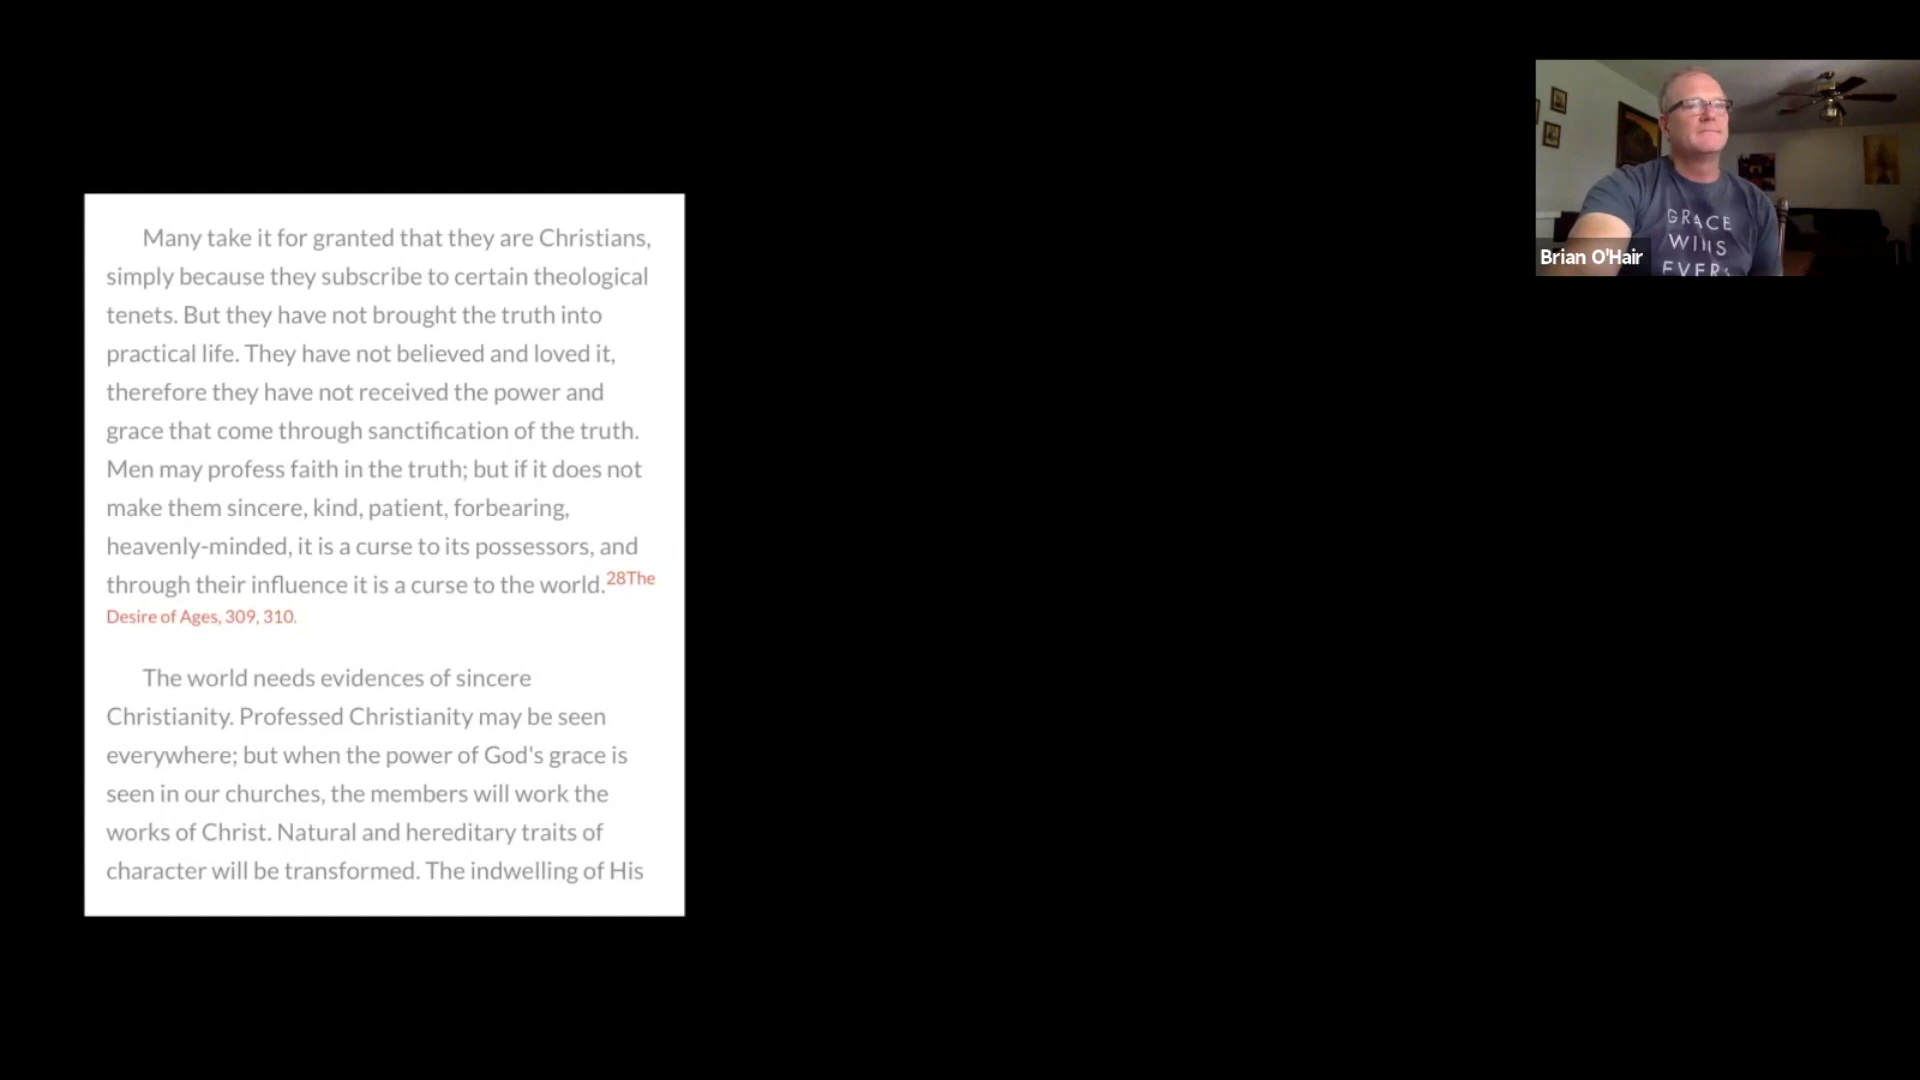 Many take it for granted that they are Christians,
simply because they subscribe to certain theological
tenets. But they have not brought the truth into
practical life. They have not believed and loved it,
therefore they have not received the power and
grace that come through sanctification of the truth.
Men may profess faith in the truth; but if it does not
make them sincere, kind, patient, forbearing,
heavenly-minded, it is a curse to its possessors, and
through their influence it is a curse to the world.28The
Desire of Ages, 309, 310.
The world needs evidences of sincere
Christianity. Professed Christianity may be seen
everywhere; but when the power of God's grace is
seen in our churches, the members will work the
works of Christ. Natural and hereditary traits of
character will be transformed. The indwelling of His
GRACE
WINS
EVERY
Brian O'Hair